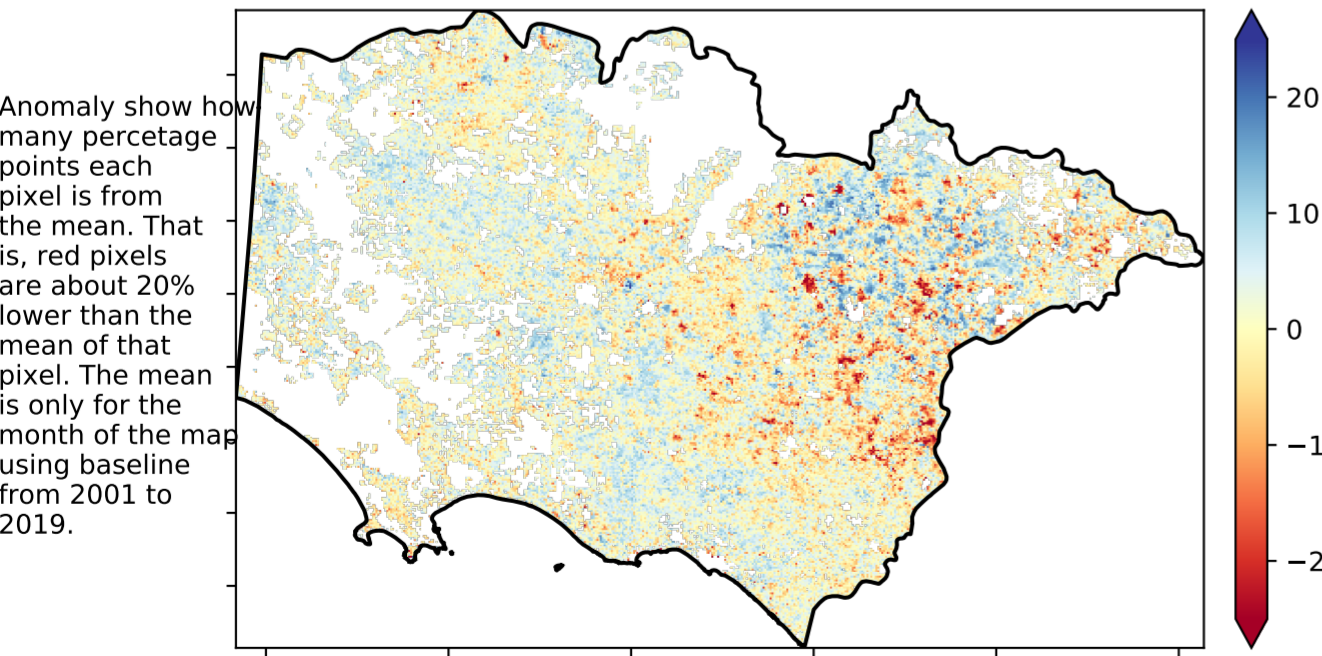 Anomaly show how
many percetage
points each
pixel is from
the mean. That
is, red pixels
are about 20%
lower than the
mean of that
pixel. The mean
is only for the
month of the map
using baseline
from 2001 to
2019.
20
10
0
−1
−2